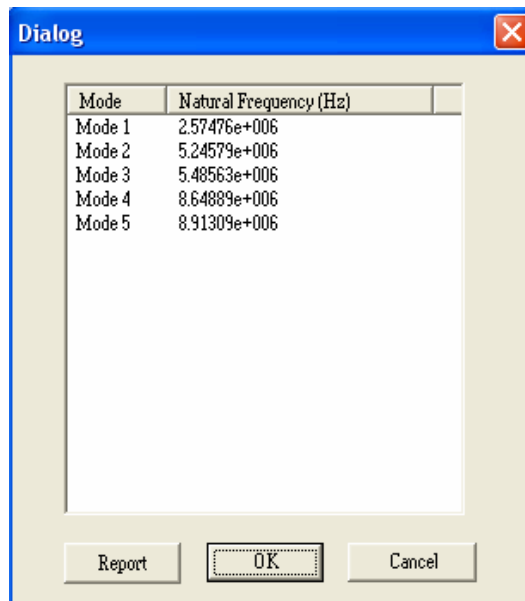 Dialog
Mode Natural Frequency (Hz)
Mode 1 2.57476e+006
Mode 2 5.24579e+006
Mode 3 5.48563e+006
Mode 4 8.64889e+006
Mode 5 8.91309e+006
Report OK Cancel